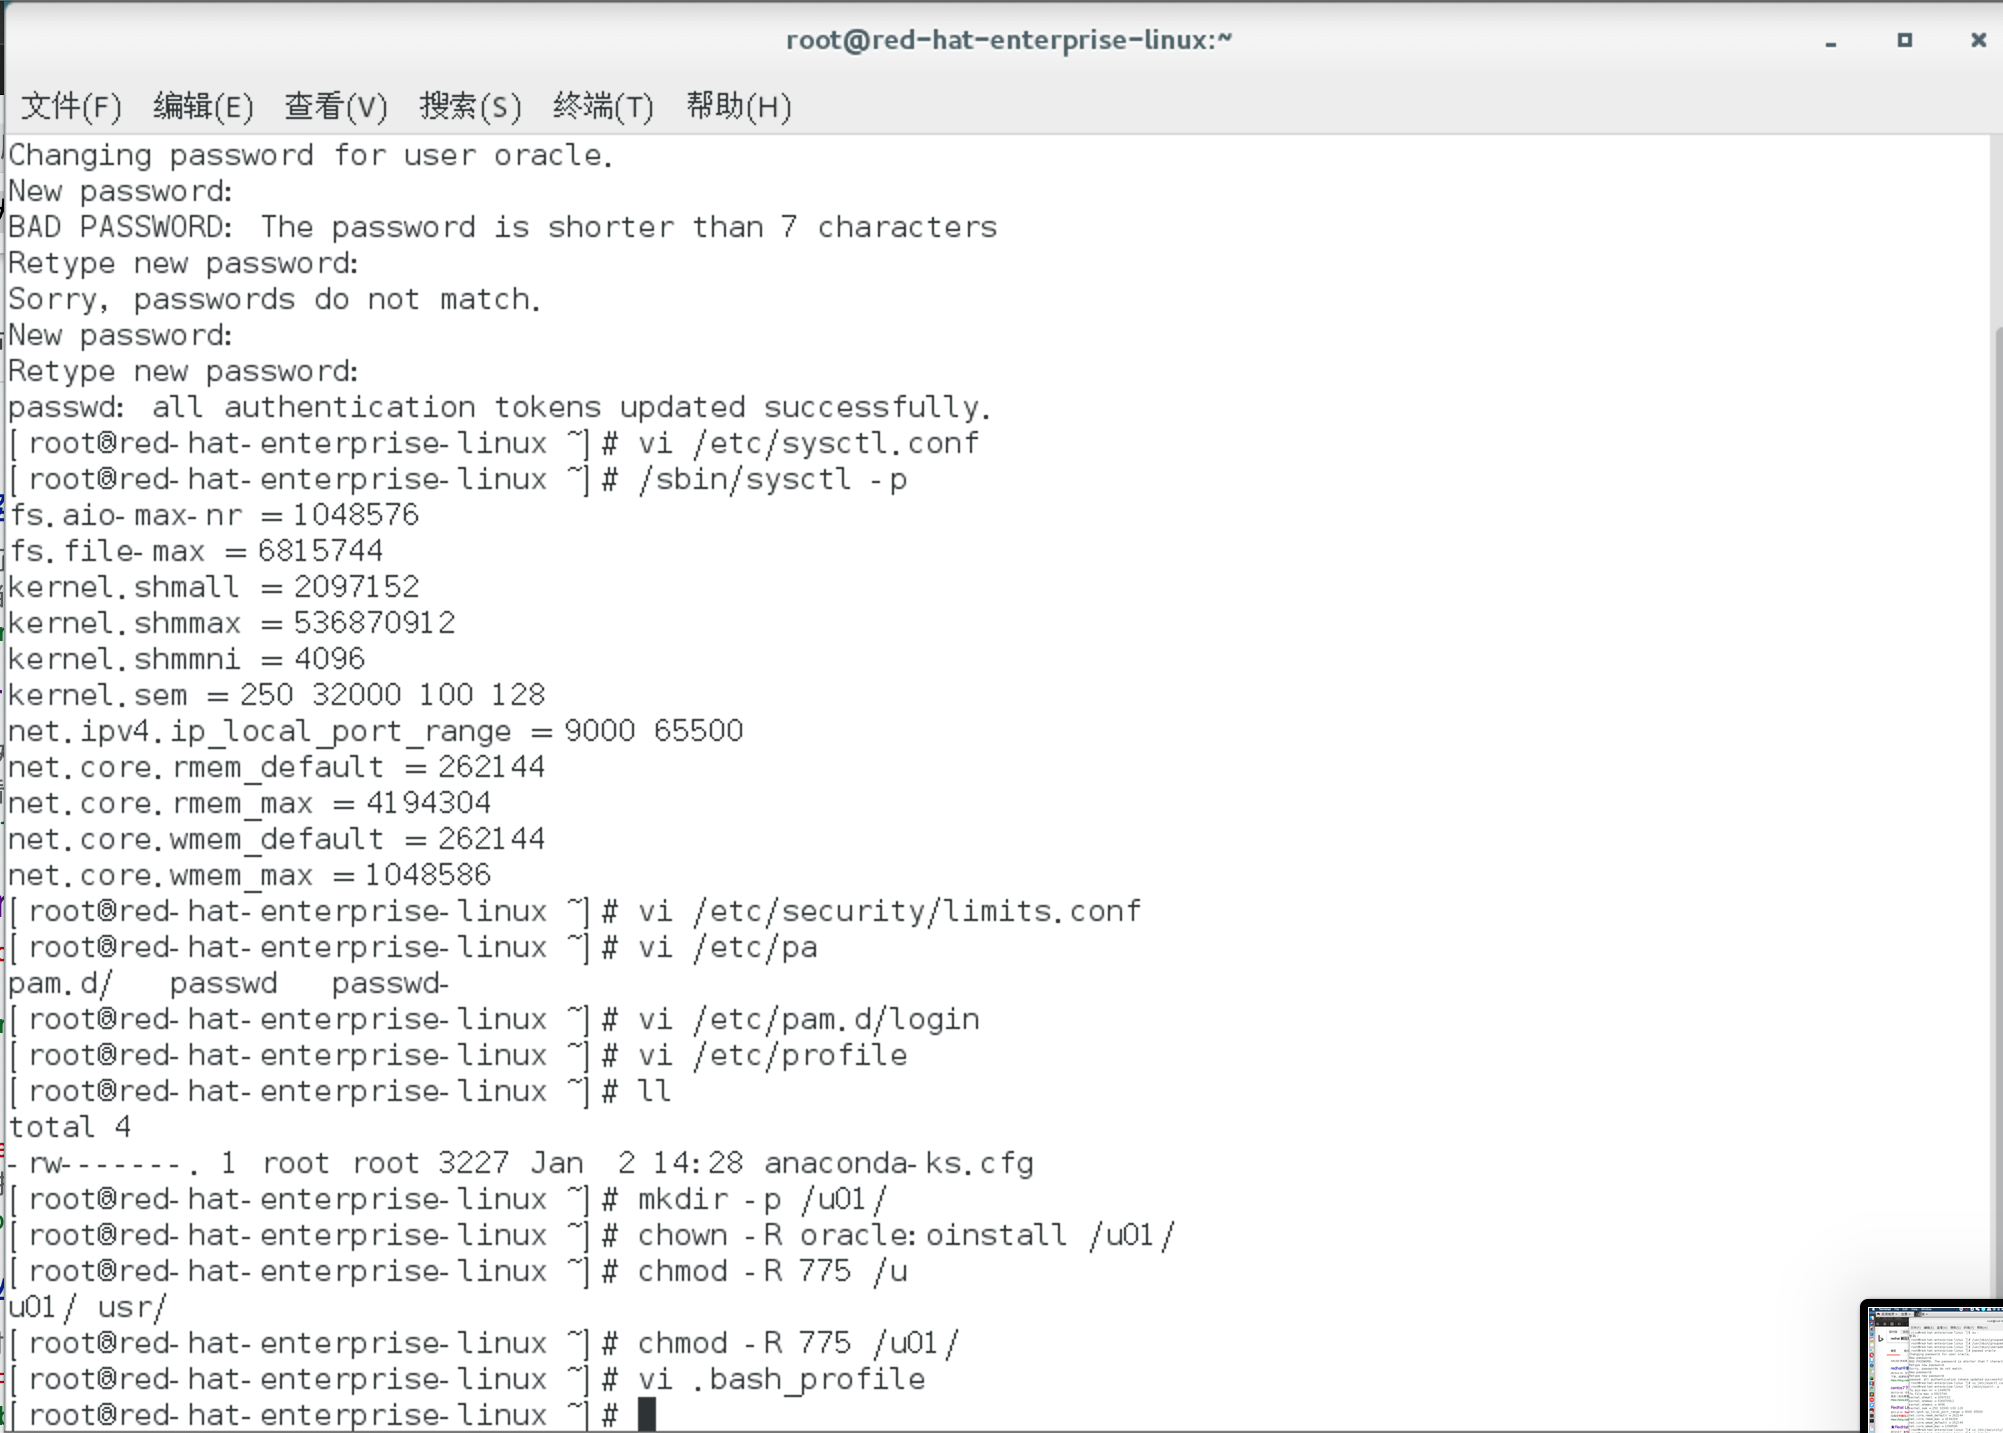 root@red-hat-enterprise-linux:~
文件(F) 编辑(E) 查看(V) 搜索(S) 终端(T) 帮助(H)
Changing password for user oracle.
New password:
BAD PASSWORD: The password is shorter than 7 characters
Retype new password:
Sorry, passwords do not match.
New password:
Retype new password:
passwd: all authentication tokens updated successfully.
[root@red-hat-enterprise-linux ~]# vi /etc/sysctl.conf
[root@red-hat-enterprise-linux ~]# /sbin/sysctl -p
fs.aio-max-nr = 1048576
fs.file-max = 6815744
kernel.shmall = 2097152
kernel.shmmax = 536870912
kernel.shmmni = 4096
kernel.sem = 250 32000 100 128
net.ipv4.ip_local_port_range = 9000 65500
net.core.rmem_default = 262144
net.core.rmem_max = 4194304
net.core.wmem_default = 262144
net.core.wmem_max = 1048586
[root@red-hat-enterprise-linux ~]# vi /etc/security/limits.conf
[root@red-hat-enterprise-linux ~]# vi /etc/pa
pam.d/   passwd   passwd-
[root@red-hat-enterprise-linux ~]# vi /etc/pam.d/login
[root@red-hat-enterprise-linux ~]# vi /etc/profile
[root@red-hat-enterprise-linux ~]# ll
total 4
-rw-------. 1 root root 3227 Jan  2 14:28 anaconda-ks.cfg
[root@red-hat-enterprise-linux ~]# mkdir -p /u01/
[root@red-hat-enterprise-linux ~]# chown -R oracle:oinstall /u01/
[root@red-hat-enterprise-linux ~]# chmod -R 775 /u
u01/ usr/
[root@red-hat-enterprise-linux ~]# chmod -R 775 /u01/
[root@red-hat-enterprise-linux ~]# vi .bash_profile
[root@red-hat-enterprise-linux ~]#